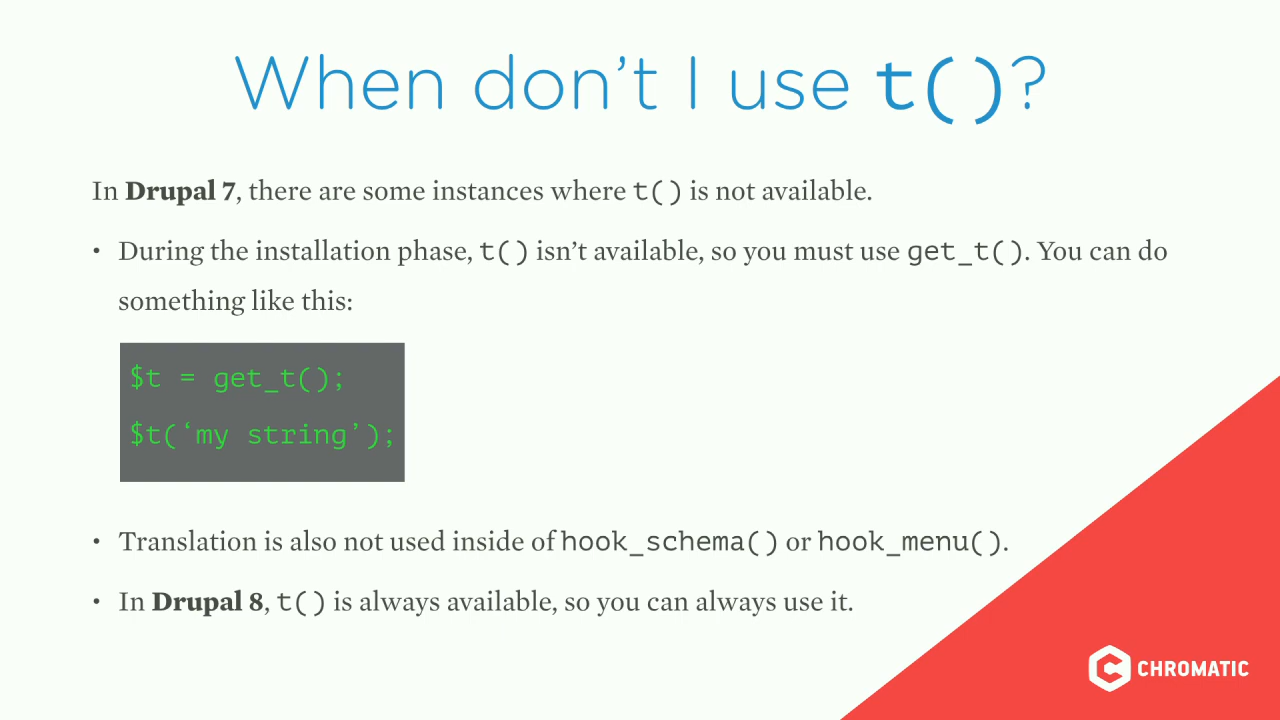 When don’t I use t()?
In Drupal 7, there are some instances where t() is not available.
• During the installation phase, t() isn’t available, so you must use get_t(). You can do
something like this:
$t = get_t();
$t(‘my string’);
• Translation is also not used inside of hook_schema() or hook_menu().
• In Drupal 8, t() is always available, so you can always use it.
CHROMATIC